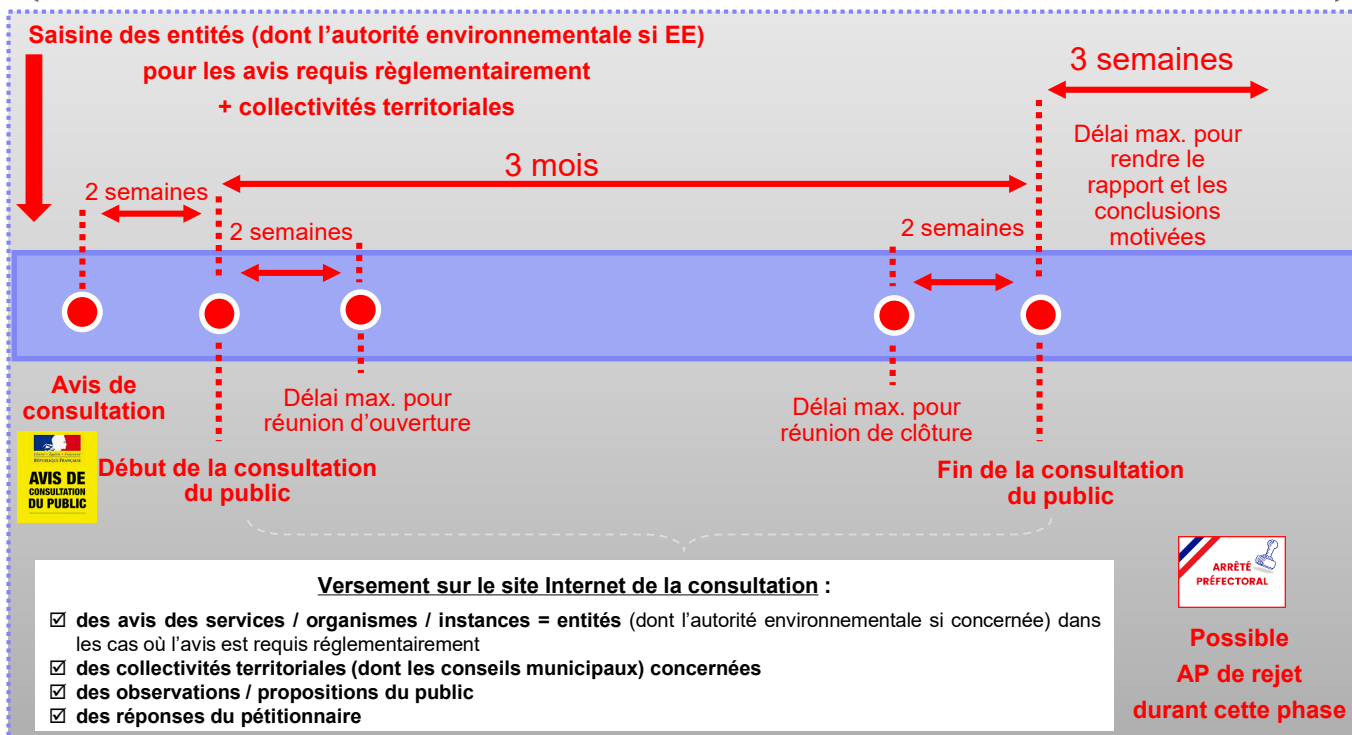 Saisine des entités (dont l’autorité environnementale si EE)
pour les avis requis règlementairement
+ collectivités territoriales
3 semaines
Délai max. pour
rendre le
rapport et les
conclusions
motivées
3 mois
2 semaines
2 semaines
2 semaines
Avis de
consultation
Délai max. pour
réunion d’ouverture
Délai max. pour
réunion de clôture
RÉPUBLIQUE FRANÇAISE
AVIS DE
CONSULTATION
DU PUBLIC
Début de la consultation
du public
Fin de la consultation
du public
Versement sur le site Internet de la consultation :
☑ des avis des services / organismes / instances = entités (dont l’autorité environnementale si concernée) dans
les cas où l’avis est requis réglementairement
☑ des collectivités territoriales (dont les conseils municipaux) concernées
☑ des observations / propositions du public
☑ des réponses du pétitionnaire
ARRÊTÉ
PRÉFECTORAL
Possible
AP de rejet
durant cette phase